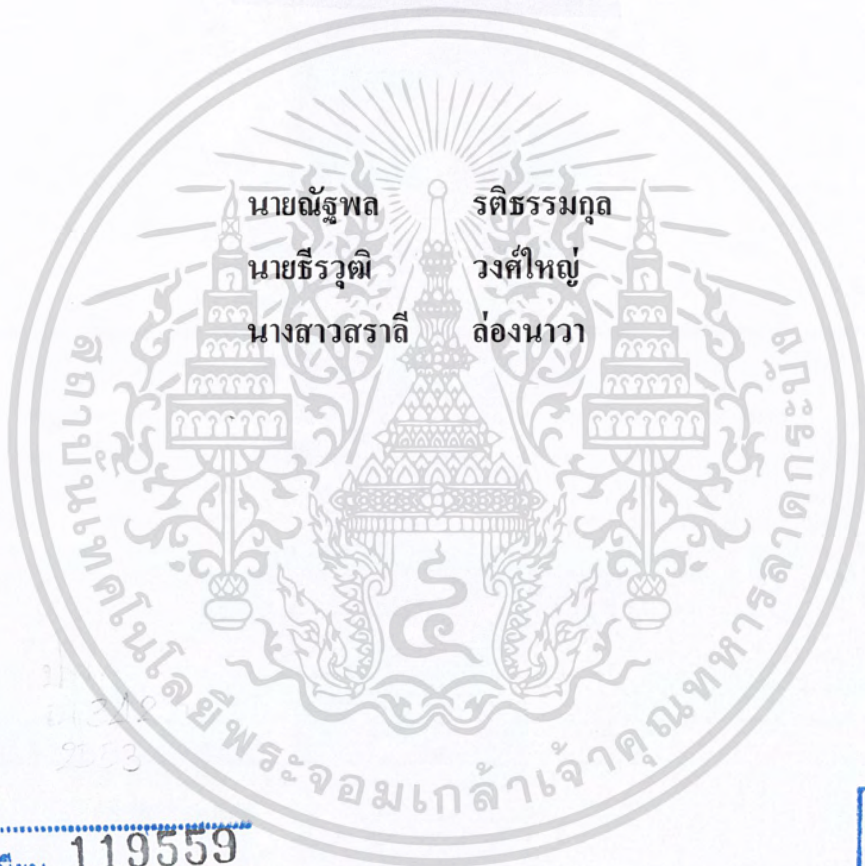 นายณัฐพล รติธรรมกุล
นายธีรวุฒิ วงศ์ใหญ่
นางสาวสราลี ล่องนาวา
สถาบันเทคโนโลยีพระจอมเกล้าเจ้าคุณทหารลาดกระบัง
๔
119559